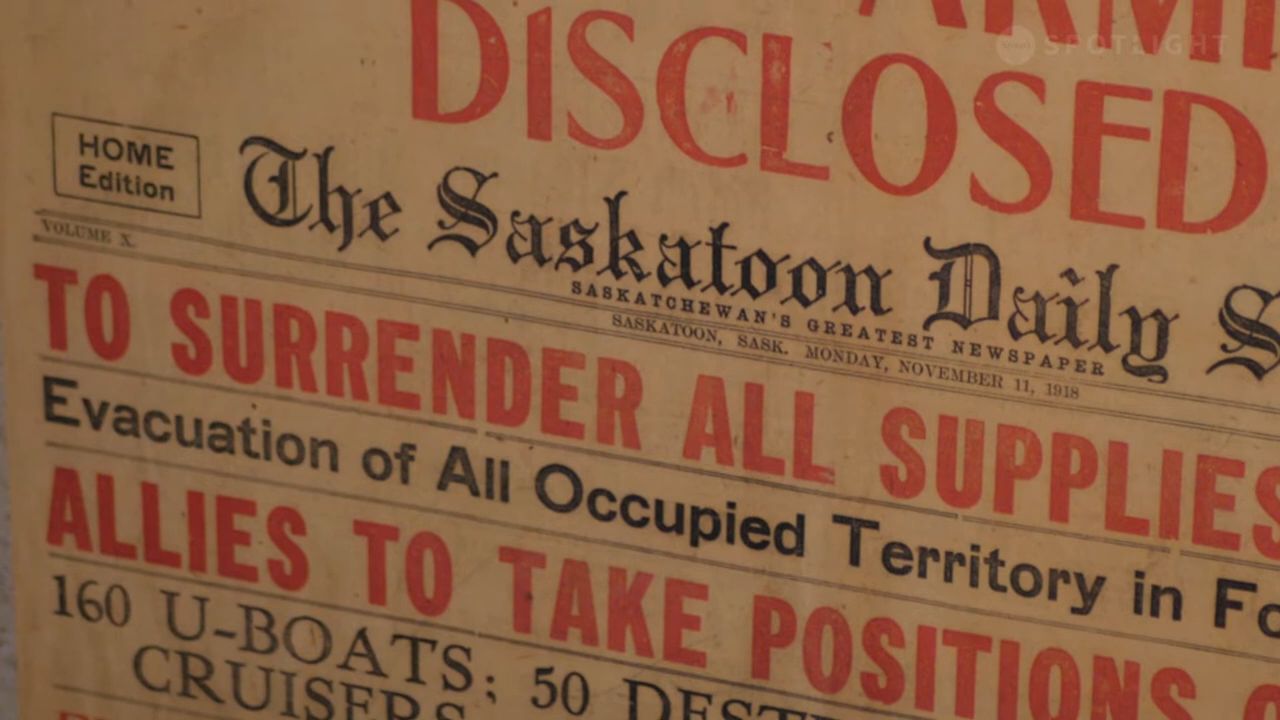 SPOTLIGHT
DISCLOSED
HOME
Edition
The Saskatoon Daily
VOLUME X.
SASKATCHEWAN'S GREATEST NEWSPAPER
SASKATOON, SASK. MONDAY, NOVEMBER 11, 1918
TO SURRENDER ALL SUPPLIES
Evacuation of All Occupied Territory in
ALLIES TO TAKE POSITIONS
160 U-BOATS; 50
CRUISERS